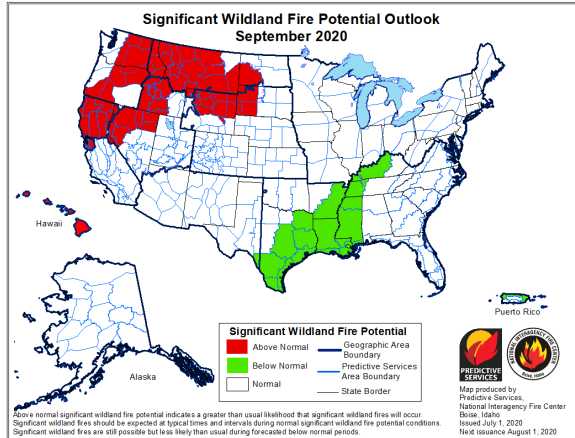 Significant Wildland Fire Potential Outlook
September 2020
Hawaii
Alaska
Puerto Rico
Significant Wildland Fire Potential
Above Normal
Below Normal
Normal
Geographic Area
Boundary
Predictive Services
Area Boundary
State Border
PREDICTIVE
SERVICES
NATIONAL INTERAGENCY FIRE CENTER
Boise, Idaho
Map produced by
Predictive Services,
National Interagency Fire Center
Boise, Idaho
Issued July 1, 2020
Next issuance August 1, 2020
Above normal significant wildland fire potential indicates a greater than usual likelihood that significant wildland fires will occur.
Significant wildland fires should be expected at typical times and intervals during normal significant wildland fire potential conditions.
Significant wildland fires are still possible but less likely than usual during forecasted below normal periods.